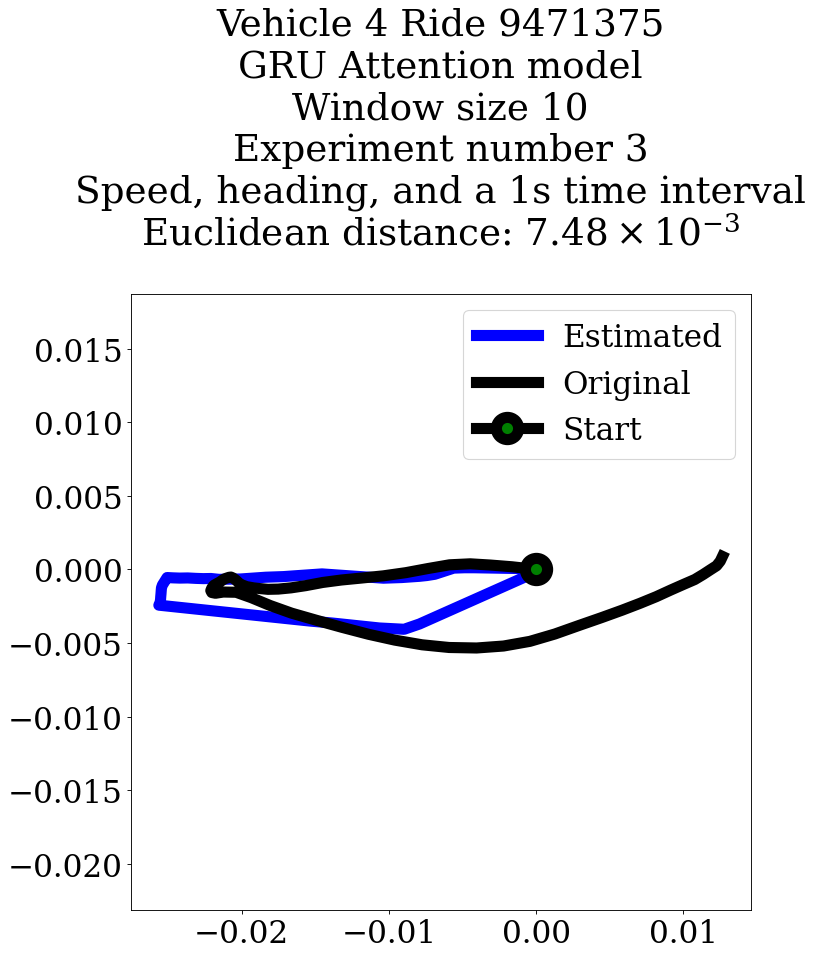 Vehicle 4 Ride 9471375
GRU Attention model
Window size 10
Experiment number 3
Speed, heading, and a 1s time interval
Euclidean distance: 7.48 × 10⁻³
Estimated
Original
Start
0.015
0.010
0.005
0.000
−0.005
−0.010
−0.015
−0.020
−0.02
−0.01
0.00
0.01